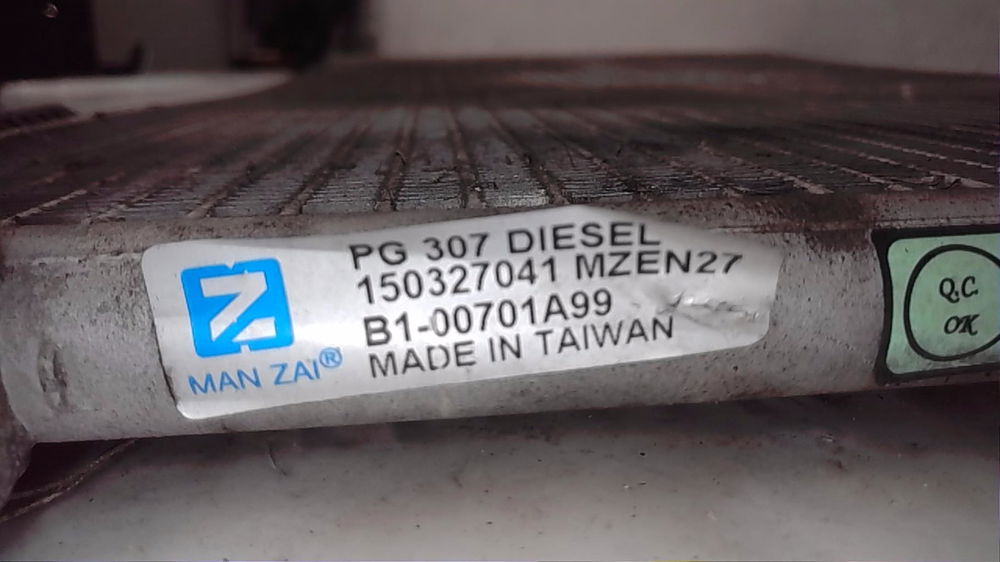 PG 307 DIESEL
150327041 MZEN27
B1-00701A99
MADE IN TAIWAN
MAN ZAI®
Q.C.
OK